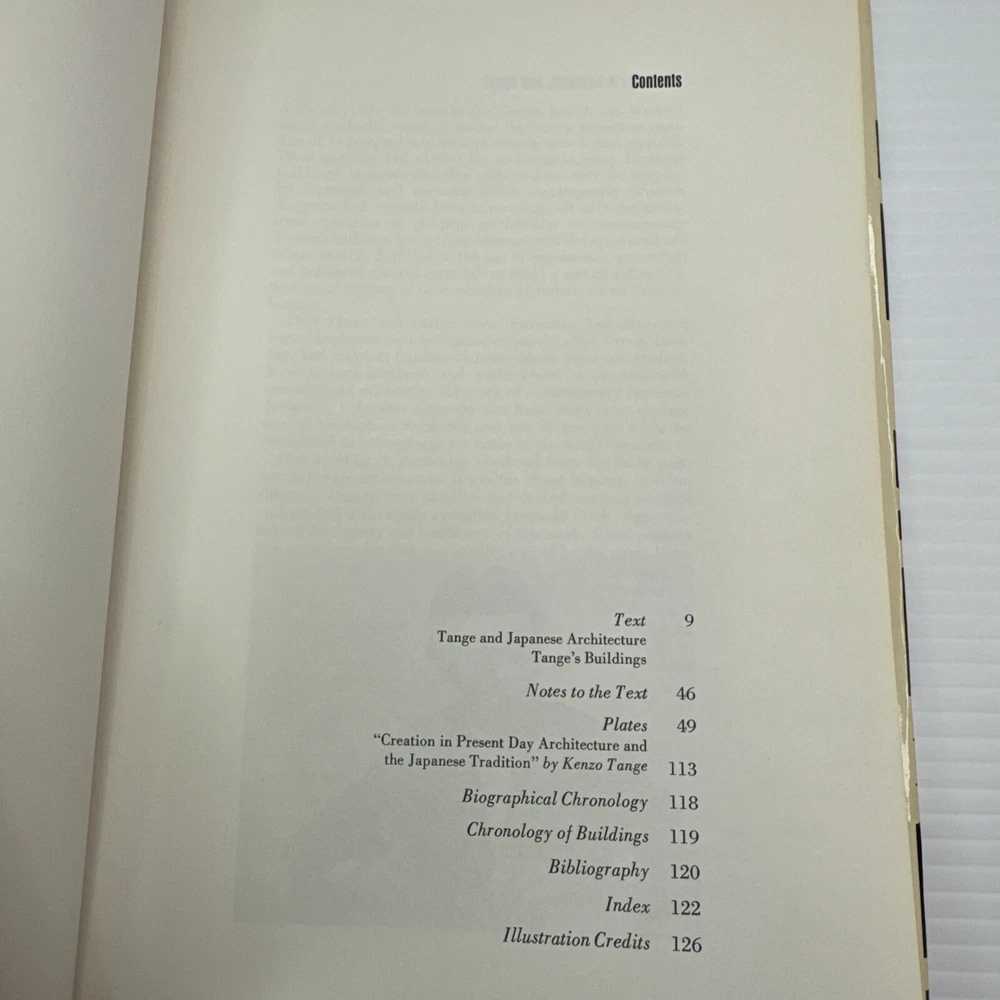 Contents
Text 9
Tange and Japanese Architecture
Tange’s Buildings
Notes to the Text 46
Plates 49
“Creation in Present Day Architecture and
the Japanese Tradition” by Kenzo Tange 113
Biographical Chronology 118
Chronology of Buildings 119
Bibliography 120
Index 122
Illustration Credits 126